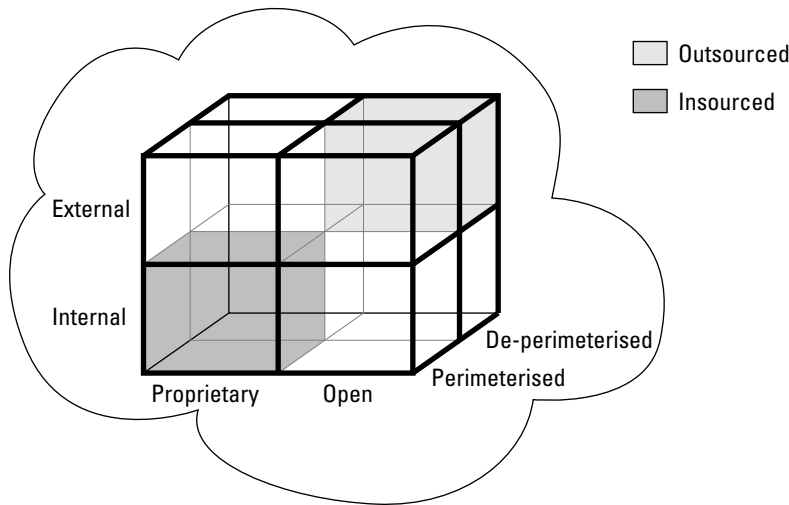 Outsourced
Insourced
External
Internal
De-perimeterised
Perimeterised
Proprietary
Open